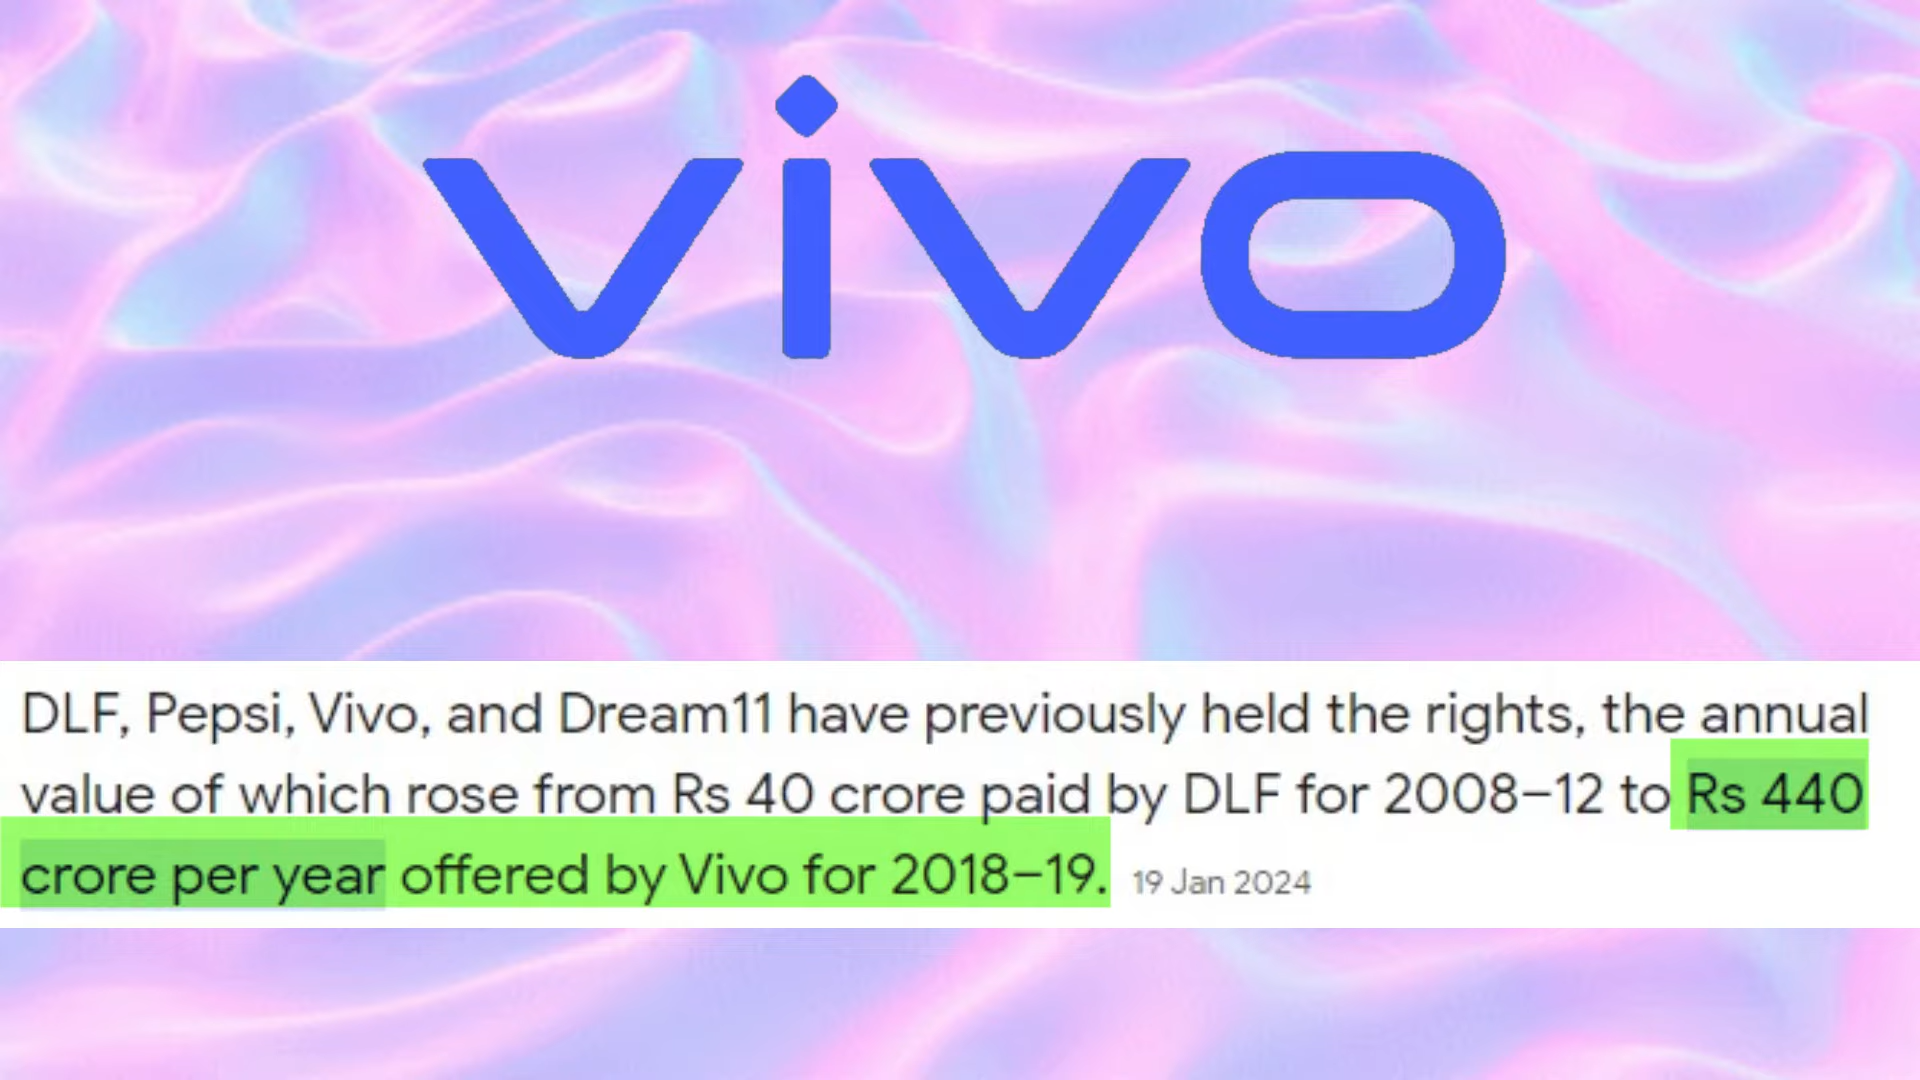 vivo
DLF, Pepsi, Vivo, and Dream11 have previously held the rights, the annual
value of which rose from Rs 40 crore paid by DLF for 2008–12 to Rs 440
crore per year offered by Vivo for 2018–19. 19 Jan 2024